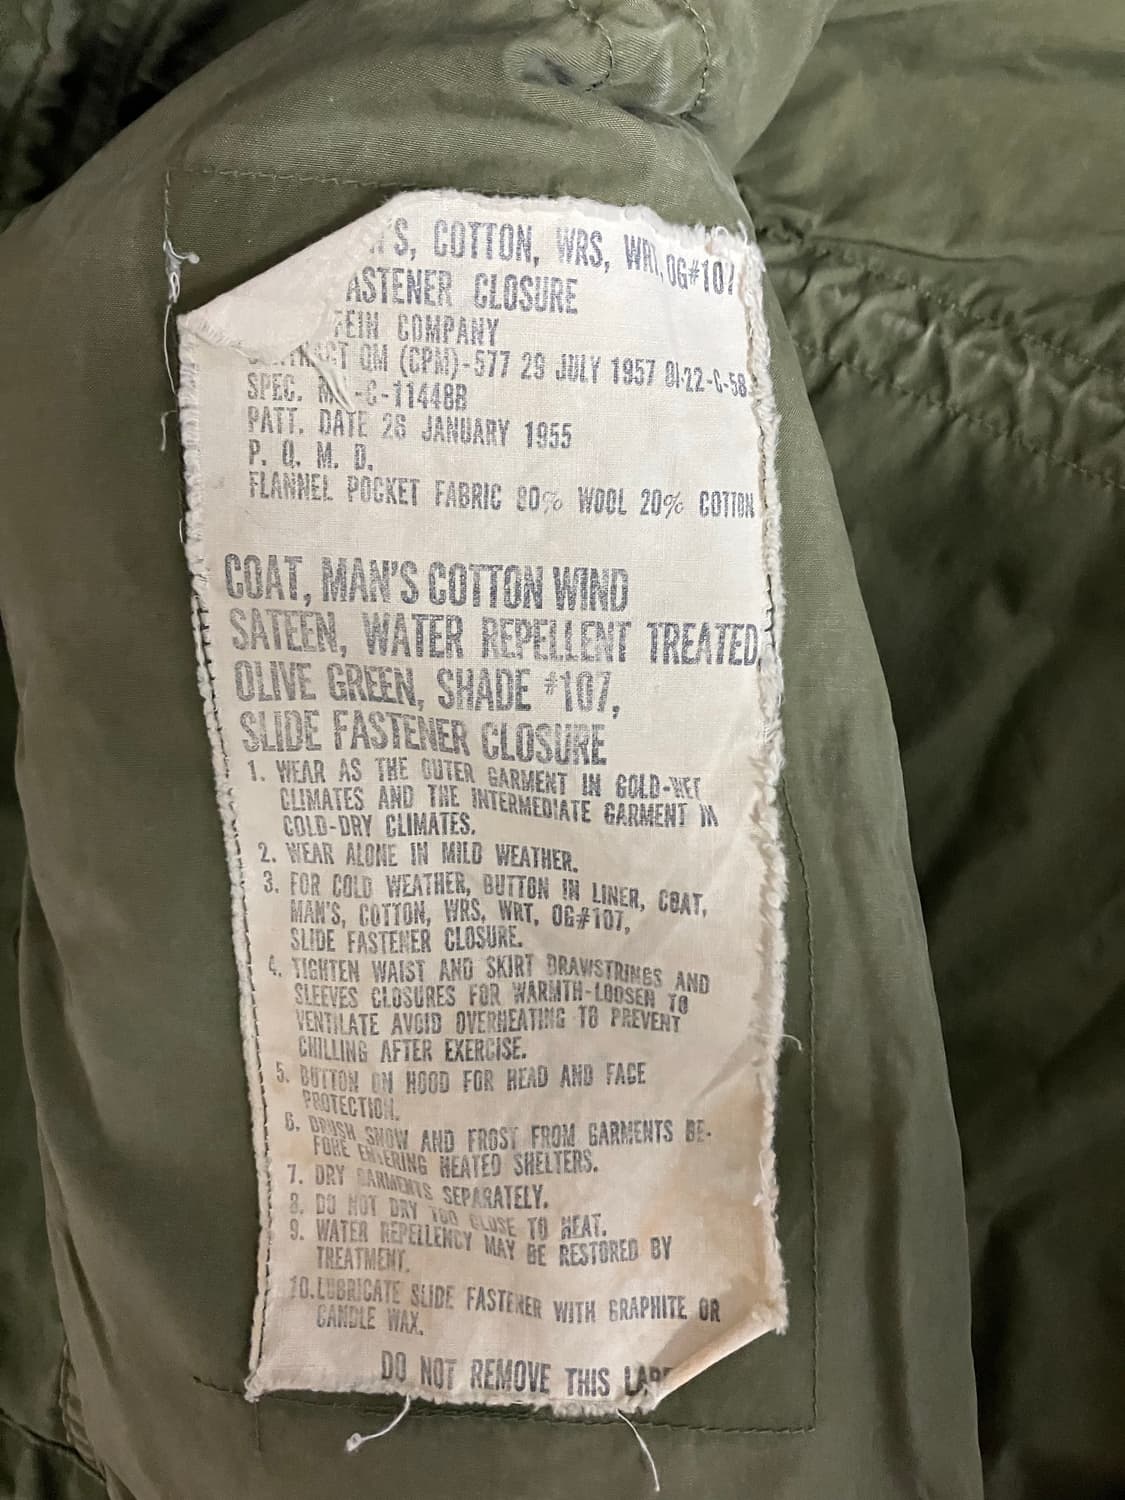 'S, COTTON, WRS, WRT, OG#107
ASTENER CLOSURE
COMPANY
QM (CPM)-577 29 JULY 1957 01-22-C-58
SPEC. -C-11448B
PATT. DATE 26 JANUARY 1955
P. Q. M. D.
FLANNEL POCKET FABRIC 80% WOOL 20% COTTON
COAT, MAN'S COTTON WIND
SATEEN, WATER REPELLENT TREATED,
OLIVE GREEN, SHADE #107,
SLIDE FASTENER CLOSURE
1. WEAR AS THE OUTER GARMENT IN COLD-WET
CLIMATES AND THE INTERMEDIATE GARMENT IN
COLD-DRY CLIMATES.
2. WEAR ALONE IN MILD WEATHER.
3. FOR COLD WEATHER, BUTTON IN LINER, COAT,
MAN'S, COTTON, WRS, WRT, OG#107,
SLIDE FASTENER CLOSURE.
4. TIGHTEN WAIST AND SKIRT DRAWSTRINGS AND
SLEEVES CLOSURES FOR WARMTH-LOOSEN TO
VENTILATE AVOID OVERHEATING TO PREVENT
CHILLING AFTER EXERCISE.
5. BUTTON ON HOOD FOR HEAD AND FACE
PROTECTION.
6. BRUSH SNOW AND FROST FROM GARMENTS BE-
FORE ENTERING HEATED SHELTERS.
7. DRY GARMENTS SEPARATELY.
8. DO NOT DRY TOO CLOSE TO HEAT.
9. WATER REPELLENCY MAY BE RESTORED BY
TREATMENT.
10. LUBRICATE SLIDE FASTENER WITH GRAPHITE OR
CANDLE WAX.
DO NOT REMOVE THIS LABE